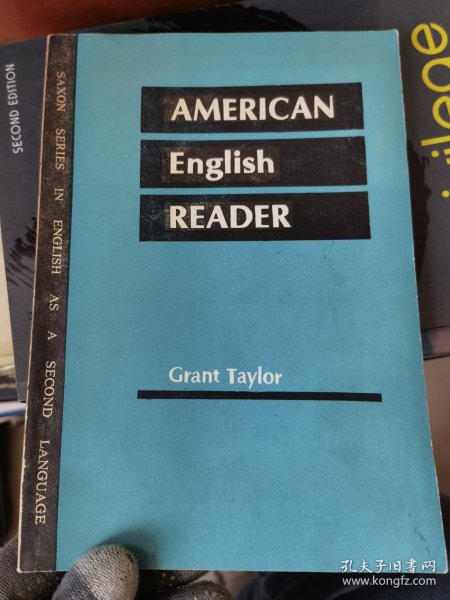 AMERICAN
English
READER
Grant Taylor
SAXON SERIES IN ENGLISH AS A SECOND LANGUAGE
SECOND EDITION
孔夫子旧书网
www.kongfz.com